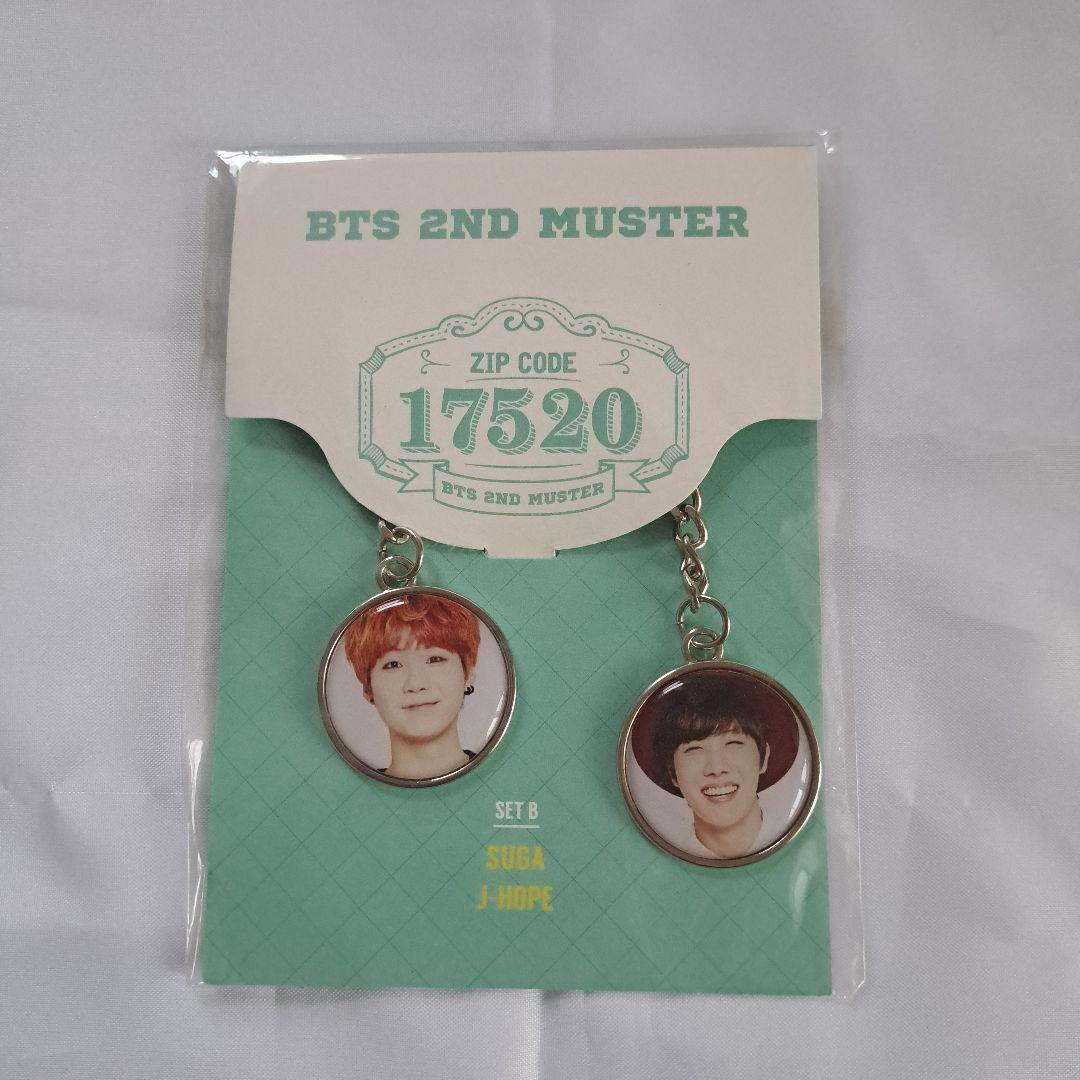 BTS 2ND MUSTER
ZIP CODE
17520
BTS 2ND MUSTER
SET B
SUGA
J-HOPE